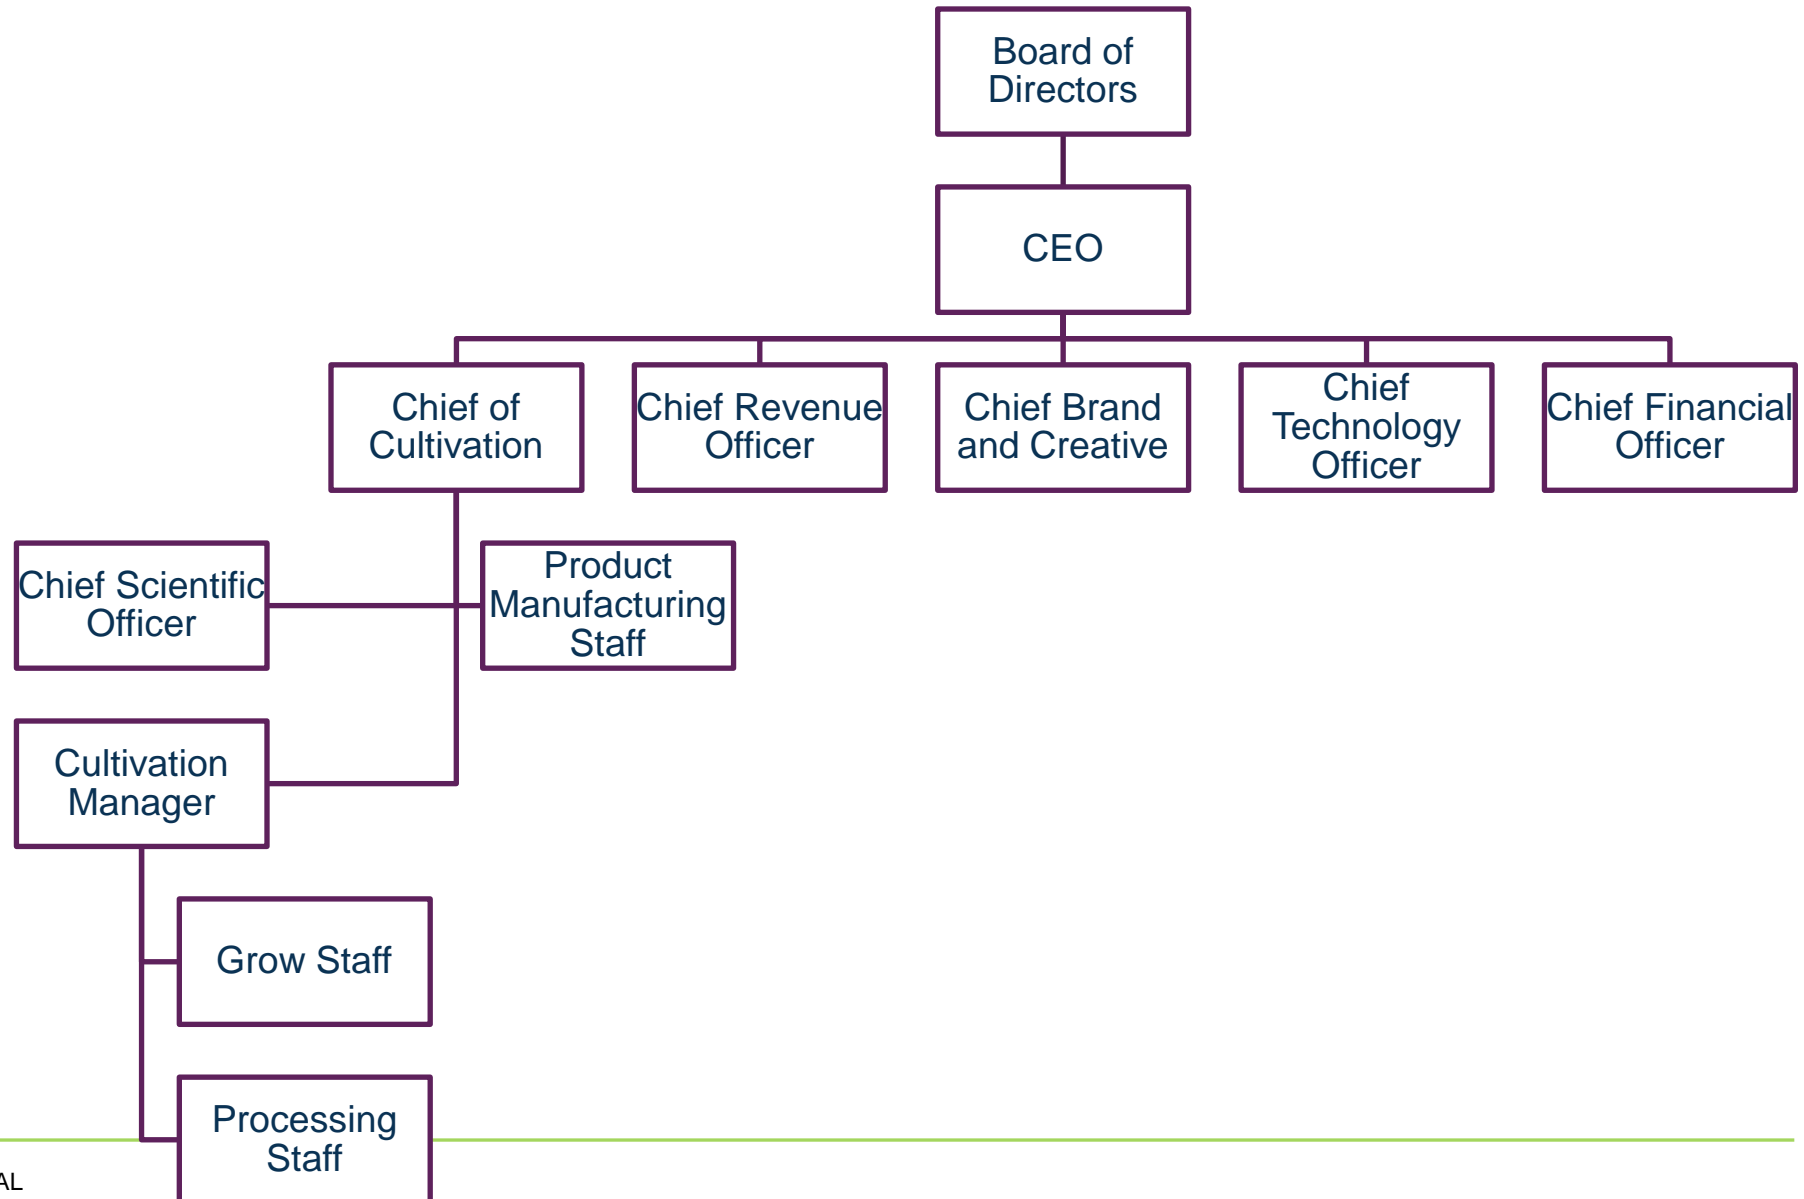 Board of
Directors
CEO
Chief of
Cultivation
Chief Revenue
Officer
Chief Brand
and Creative
Chief
Technology
Officer
Chief Financial
Officer
Chief Scientific
Officer
Product
Manufacturing
Staff
Cultivation
Manager
Grow Staff
Processing
Staff
AL